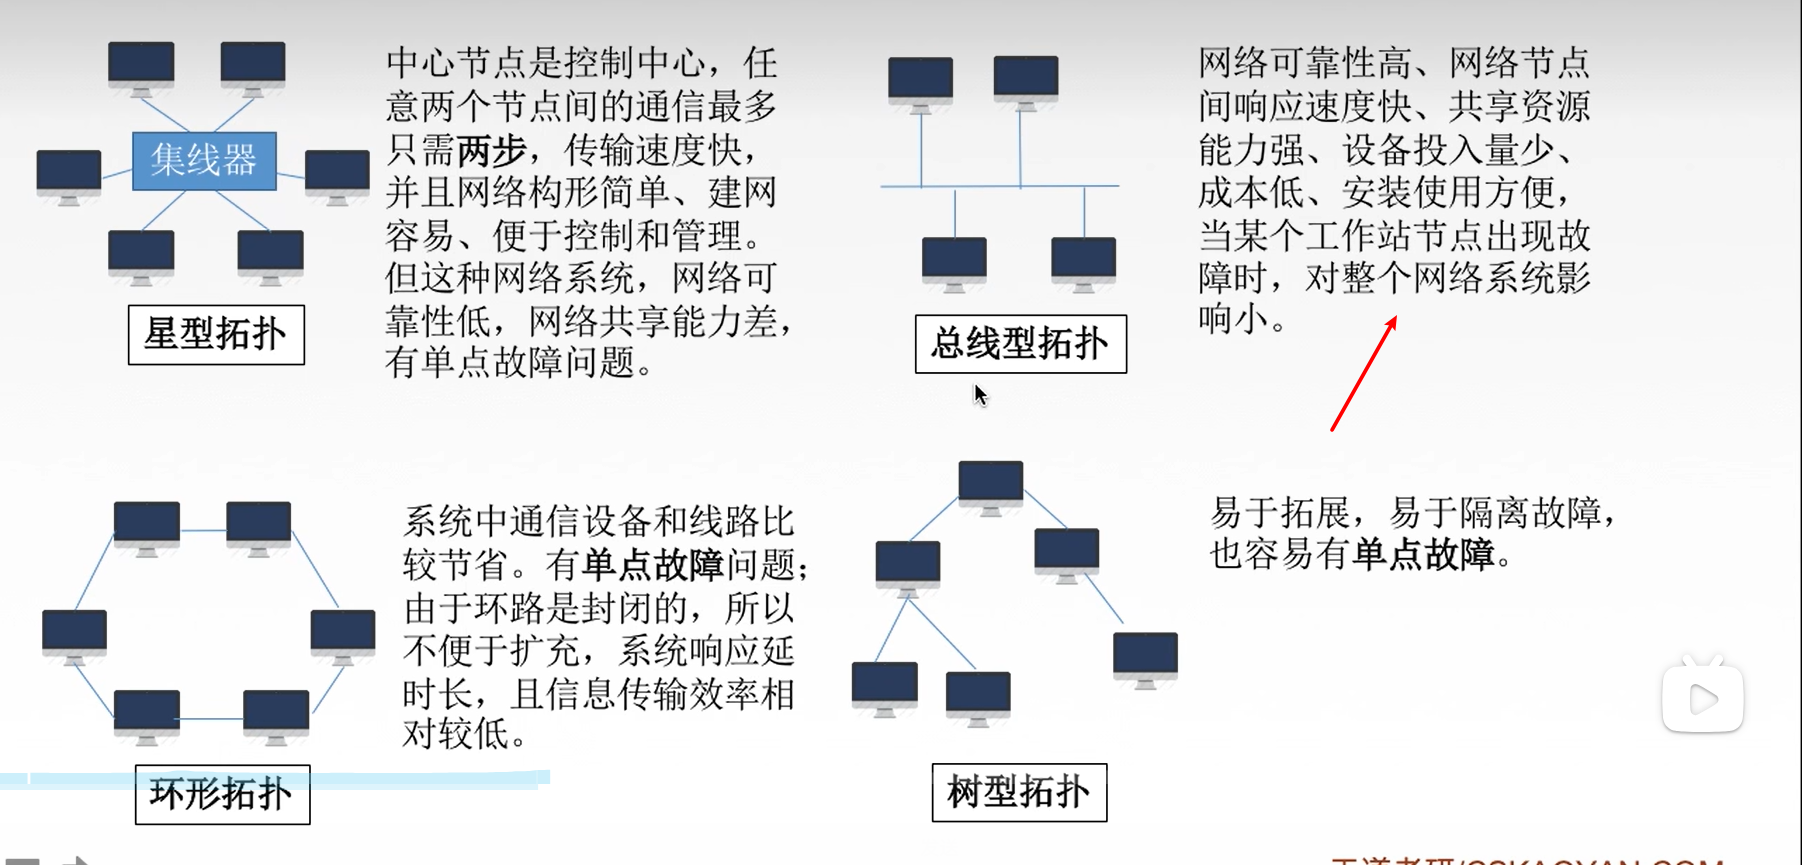 中心节点是控制中心，任
意两个节点间的通信最多
只需两步，传输速度快，
并且网络构形简单、建网
容易、便于控制和管理。
但这种网络系统，网络可
靠性低，网络共享能力差，
有单点故障问题。
集线器
星型拓扑
网络可靠性高、网络节点
间响应速度快、共享资源
能力强、设备投入量少、
成本低、安装使用方便，
当某个工作站节点出现故
障时，对整个网络系统影
响小。
总线型拓扑
系统中通信设备和线路比
较节省。有单点故障问题；
由于环路是封闭的，所以
不便于扩充，系统响应延
时长，且信息传输效率相
对较低。
环形拓扑
易于拓展，易于隔离故障，
也容易有单点故障。
树型拓扑
王道考研/CSKAOYAN.COM